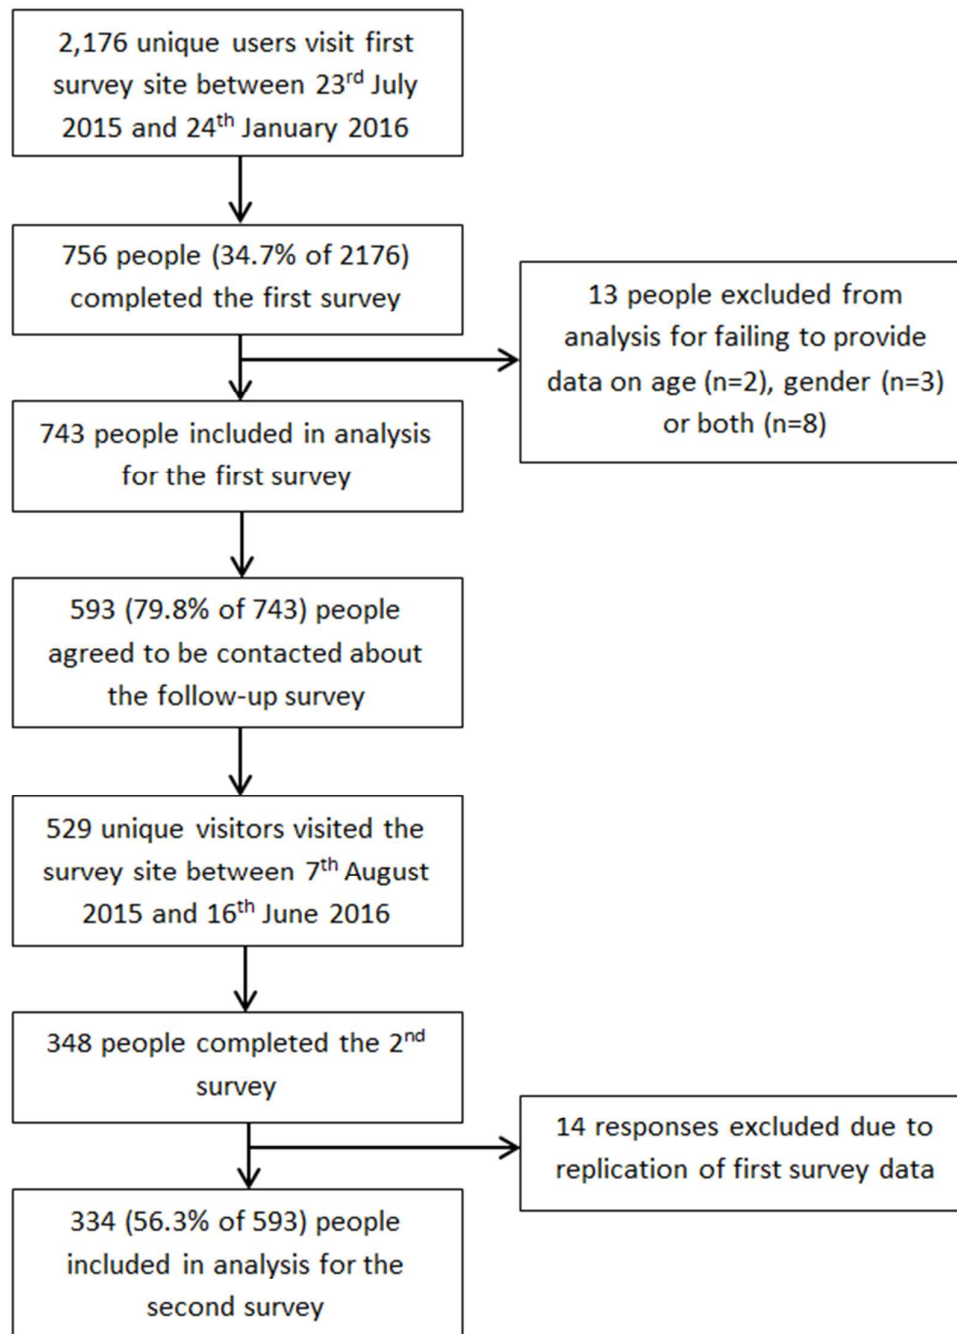 2,176 unique users visit first
survey site between 23rd July
2015 and 24th January 2016
756 people (34.7% of 2176)
completed the first survey
13 people excluded from
analysis for failing to provide
data on age (n=2), gender (n=3)
or both (n=8)
743 people included in analysis
for the first survey
593 (79.8% of 743) people
agreed to be contacted about
the follow-up survey
529 unique visitors visited the
survey site between 7th August
2015 and 16th June 2016
348 people completed the 2nd
survey
14 responses excluded due to
replication of first survey data
334 (56.3% of 593) people
included in analysis for the
second survey